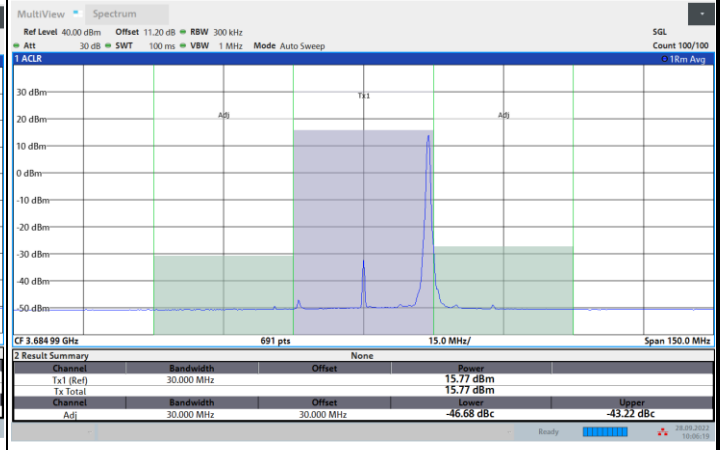 MultiView Spectrum
Ref Level 40.00 dBm Offset 11.20 dB RBW 300 kHz SGL
Att 30 dB SWT 100 ms VBW 1 MHz Mode Auto Sweep Count 100/100
1 ACLR 1Rm Avg
Tx1
Adj Adj
30 dBm
20 dBm
10 dBm
0 dBm
-10 dBm
-20 dBm
-30 dBm
-40 dBm
-50 dBm
CF 3.684 99 GHz 691 pts 15.0 MHz/ Span 150.0 MHz
2 Result Summary None
Channel Bandwidth Offset Power
Tx1 (Ref) 30.000 MHz 15.77 dBm
Tx Total 15.77 dBm
Channel Bandwidth Offset Lower Upper
Adj 30.000 MHz 30.000 MHz -46.68 dBc -43.22 dBc
Ready 28.09.2022
10:06:19